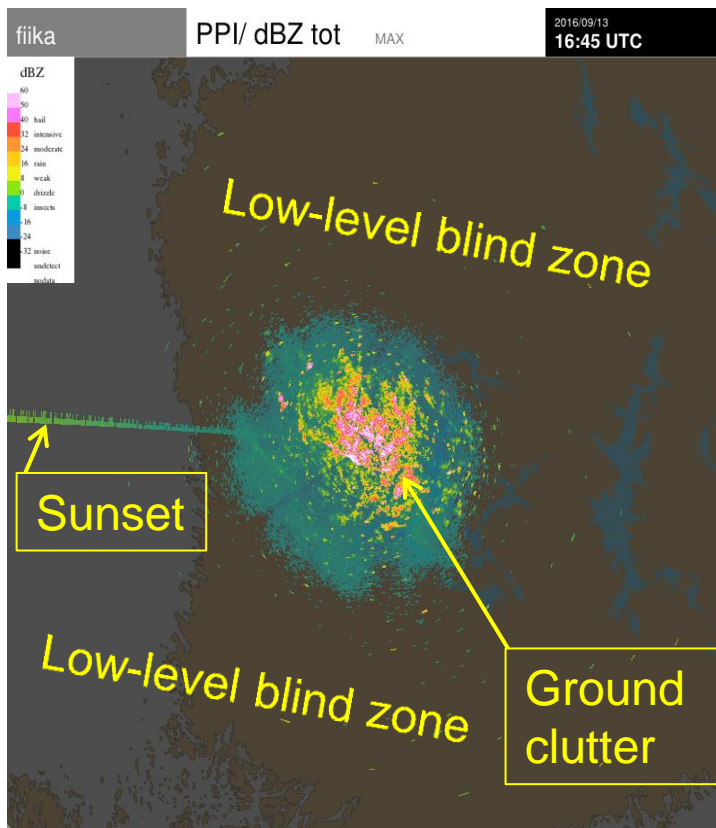 fiika
PPI/ dBZ tot
MAX
2016/09/13
16:45 UTC
dBZ
60
50
40 hail
32 intensive
24 moderate
16 rain
8 weak
0 drizzle
-8 insects
-16
-24
-32 noise
undetect
nodata
Low-level blind zone
Sunset
Low-level blind zone
Ground
clutter